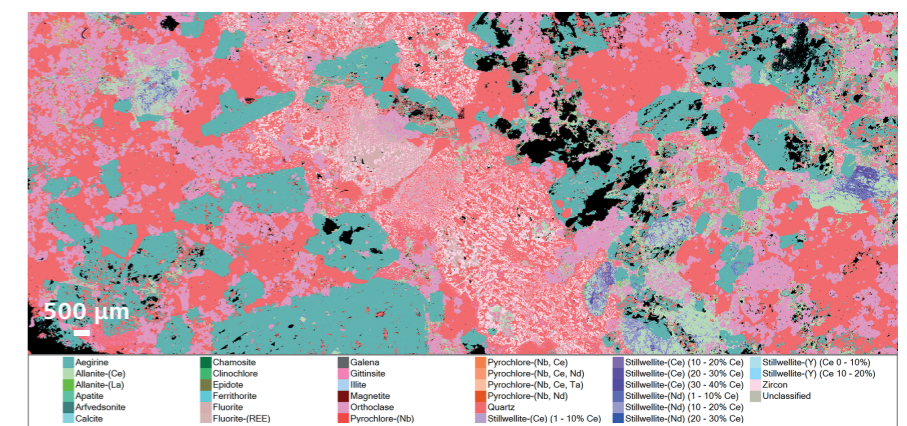 500 μm
Aegirine Chamosite Galena Pyrochlore-(Nb, Ce) Stillwellite-(Ce) (10 - 20% Ce) Stillwellite-(Y) (Ce 0 - 10%)
Allanite-(Ce) Clinochlore Gittinsite Pyrochlore-(Nb, Ce, Nd) Stillwellite-(Ce) (20 - 30% Ce) Stillwellite-(Y) (Ce 10 - 20%)
Allanite-(La) Epidote Illite Pyrochlore-(Nb, Ce, Ta) Stillwellite-(Ce) (30 - 40% Ce) Zircon
Apatite Ferrithorite Magnetite Pyrochlore-(Nb, Nd) Stillwellite-(Nd) (1 - 10% Ce) Unclassified
Arfvedsonite Fluorite Orthoclase Quartz Stillwellite-(Nd) (10 - 20% Ce)
Calcite Fluorite-(REE) Pyrochlore-(Nb) Stillwellite-(Ce) (1 - 10% Ce) Stillwellite-(Nd) (20 - 30% Ce)